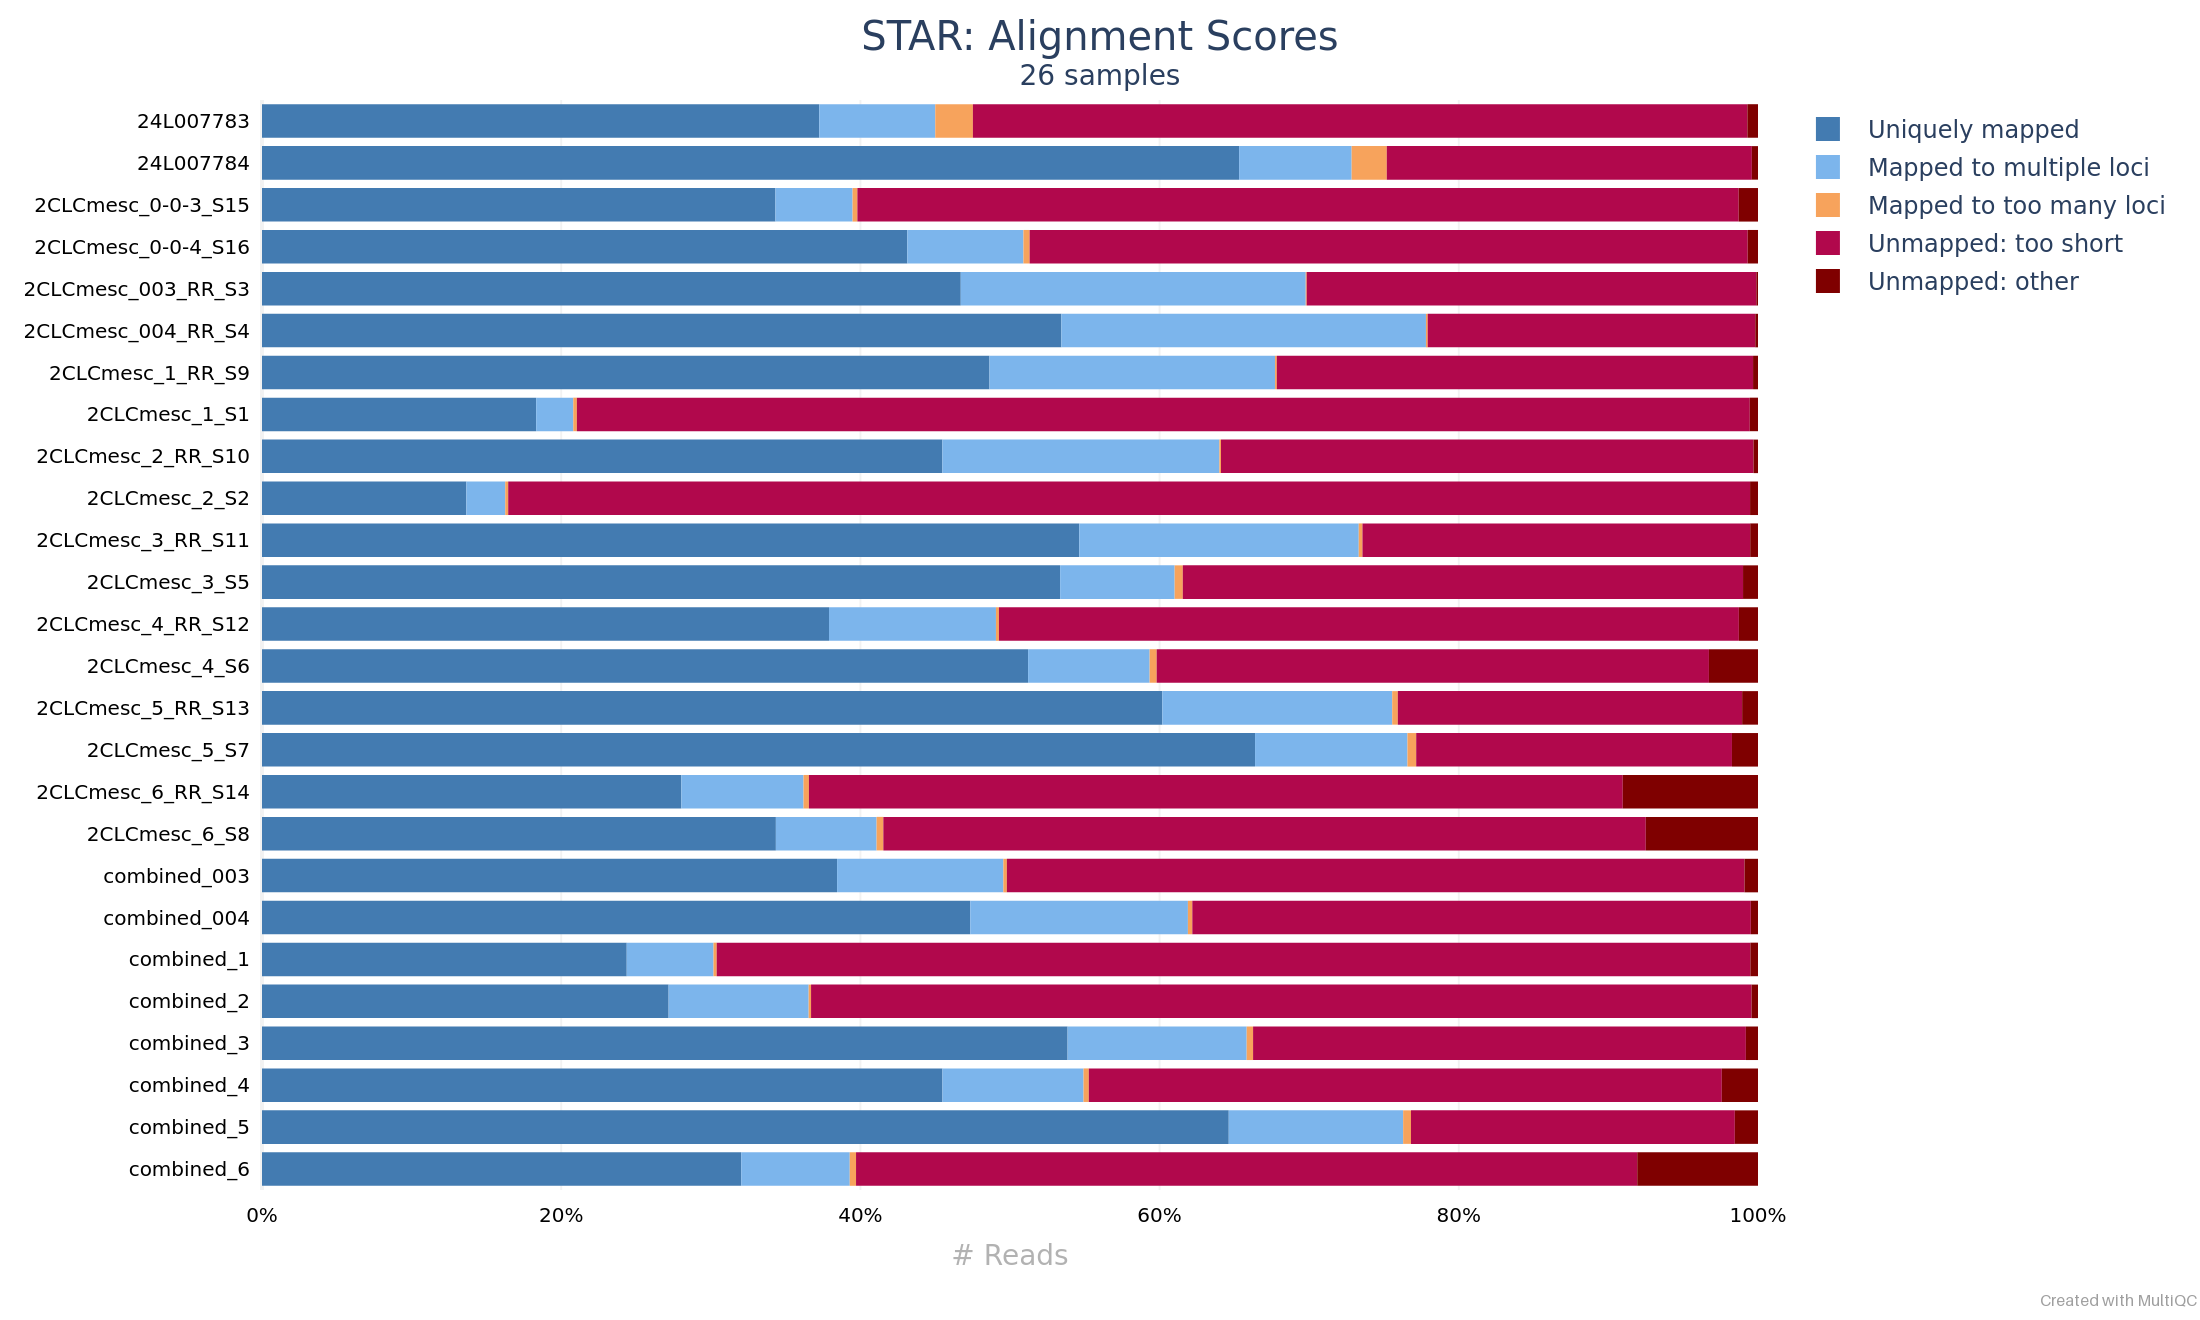 STAR: Alignment Scores
26 samples
24L007783
24L007784
2CLCmesc_0-0-3_S15
2CLCmesc_0-0-4_S16
2CLCmesc_003_RR_S3
2CLCmesc_004_RR_S4
2CLCmesc_1_RR_S9
2CLCmesc_1_S1
2CLCmesc_2_RR_S10
2CLCmesc_2_S2
2CLCmesc_3_RR_S11
2CLCmesc_3_S5
2CLCmesc_4_RR_S12
2CLCmesc_4_S6
2CLCmesc_5_RR_S13
2CLCmesc_5_S7
2CLCmesc_6_RR_S14
2CLCmesc_6_S8
combined_003
combined_004
combined_1
combined_2
combined_3
combined_4
combined_5
combined_6
0% 20% 40% 60% 80% 100%
# Reads
Uniquely mapped
Mapped to multiple loci
Mapped to too many loci
Unmapped: too short
Unmapped: other
Created with MultiQC